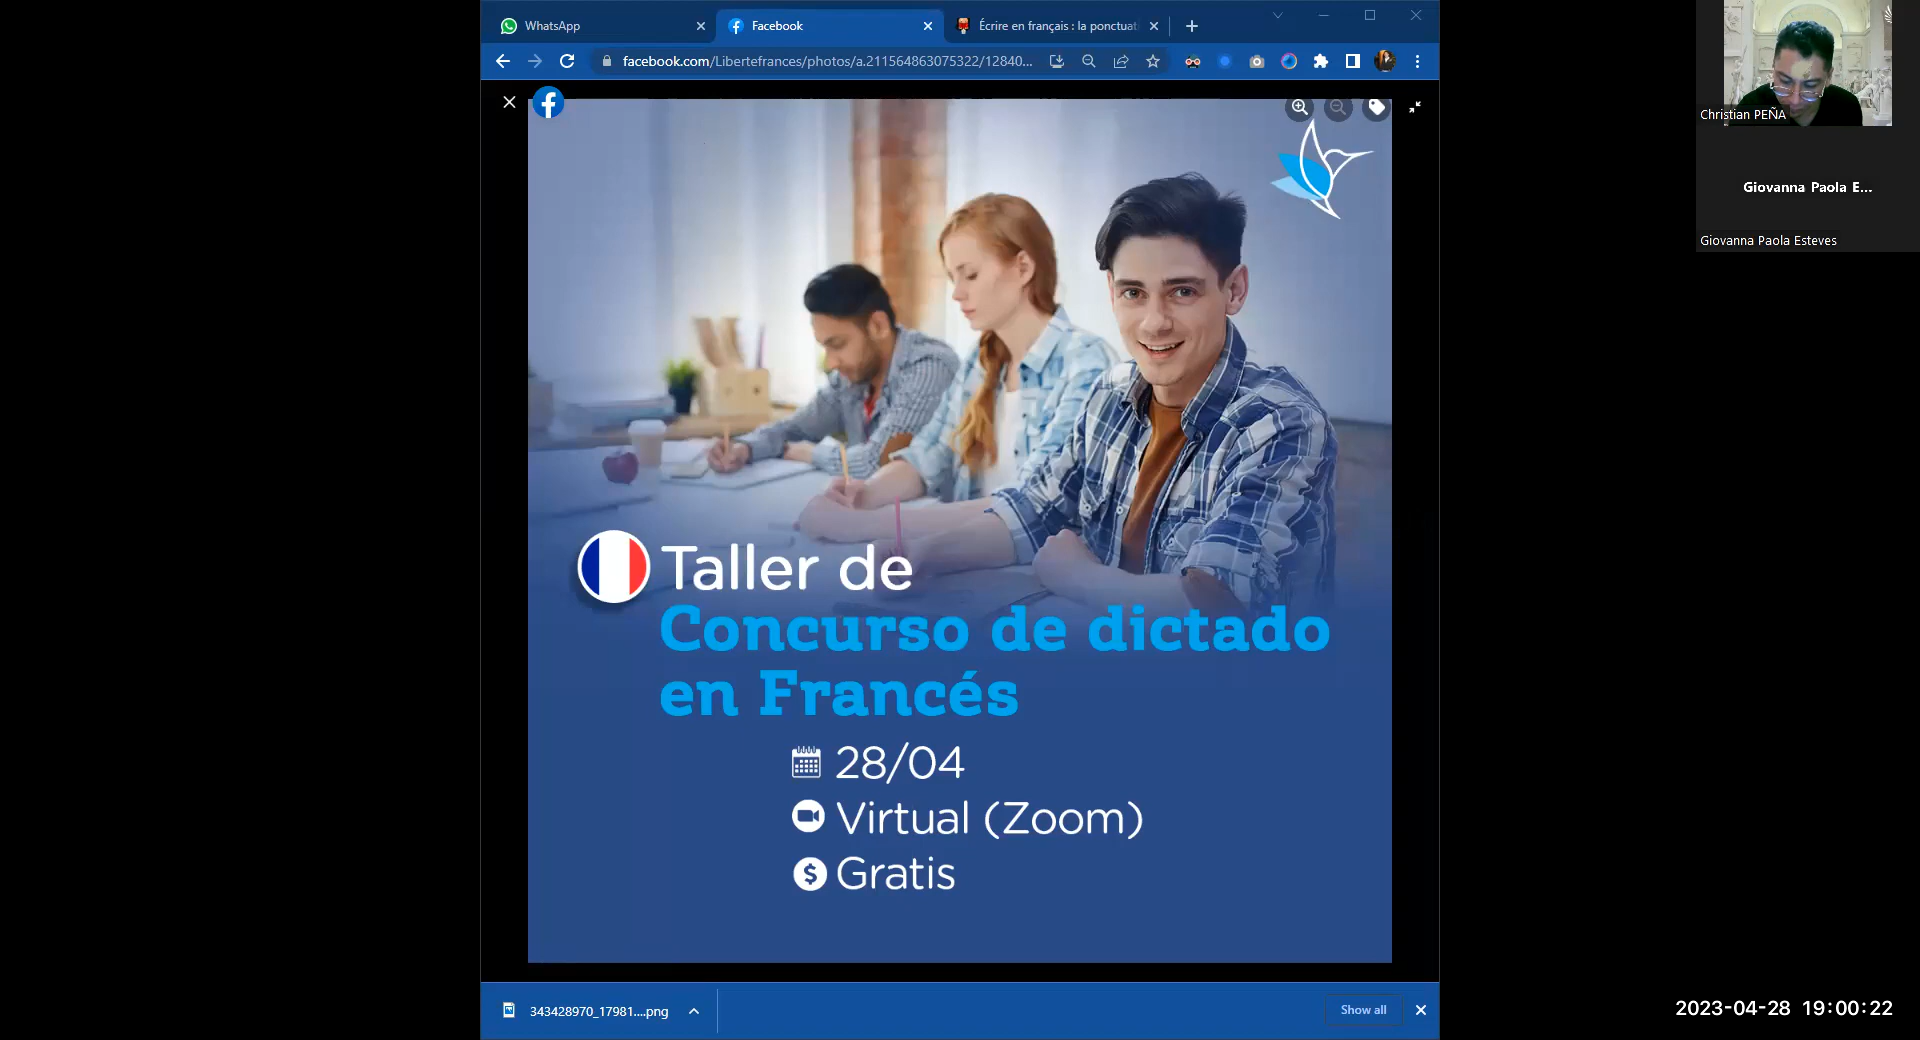 WhatsApp
Facebook
Écrire en français : la ponctuat
facebook.com/Libertefrances/photos/a.211564863075322/12840...
Christian PEÑA
Giovanna Paola E...
Giovanna Paola Esteves
Taller de
Concurso de dictado
en Francés
28/04
Virtual (Zoom)
$ Gratis
343428970_17981....png
Show all
2023-04-28 19:00:22